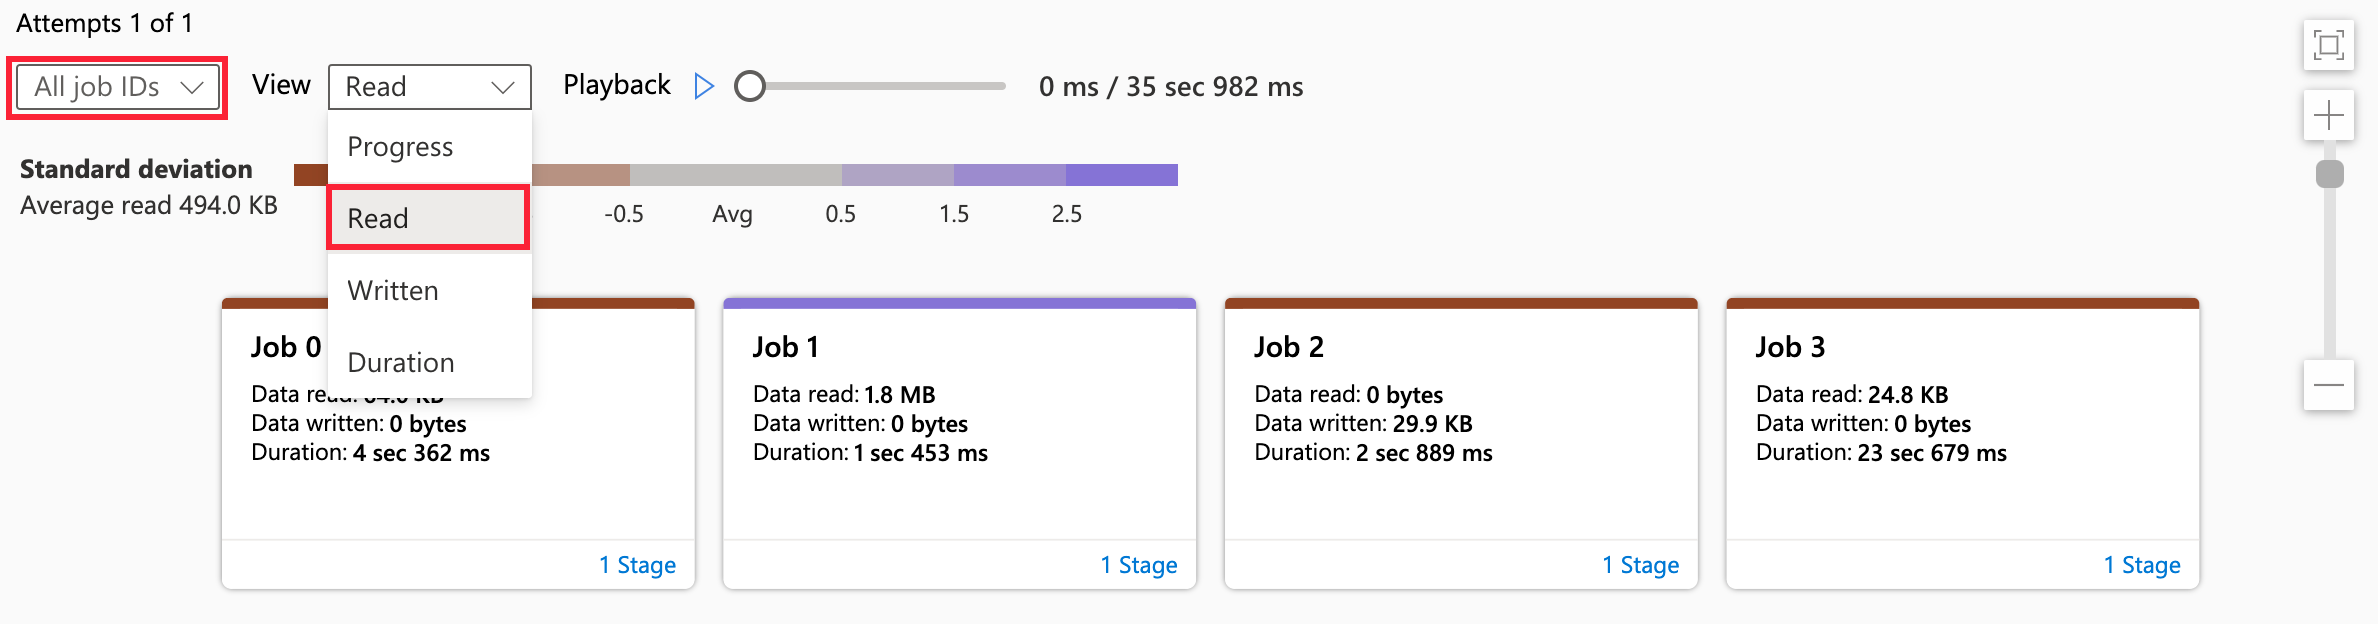 Attempts 1 of 1
All job IDs View Read Playback 0 ms / 35 sec 982 ms
Progress
Read
Written
Duration
Standard deviation
Average read 494.0 KB
-0.5 Avg 0.5 1.5 2.5
Job 0
Data read: 64.0 KB
Data written: 0 bytes
Duration: 4 sec 362 ms
1 Stage
Job 1
Data read: 1.8 MB
Data written: 0 bytes
Duration: 1 sec 453 ms
1 Stage
Job 2
Data read: 0 bytes
Data written: 29.9 KB
Duration: 2 sec 889 ms
1 Stage
Job 3
Data read: 24.8 KB
Data written: 0 bytes
Duration: 23 sec 679 ms
1 Stage